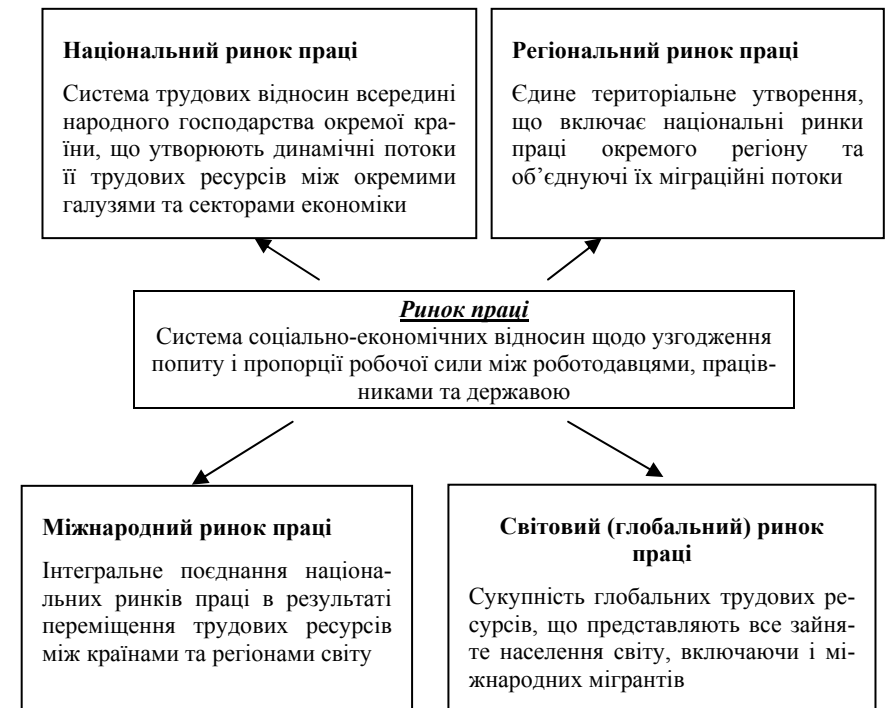 Національний ринок праці
Система трудових відносин всередині
народного господарства окремої кра-
їни, що утворюють динамічні потоки
її трудових ресурсів між окремими
галузями та секторами економіки
Регіональний ринок праці
Єдине територіальне утворення,
що включає національні ринки
праці окремого регіону та
об’єднуючі їх міграційні потоки
Ринок праці
Система соціально-економічних відносин щодо узгодження
попиту і пропорції робочої сили між роботодавцями, праців-
никами та державою
Міжнародний ринок праці
Інтегральне поєднання націона-
льних ринків праці в результаті
переміщення трудових ресурсів
між країнами та регіонами світу
Світовий (глобальний) ринок
праці
Сукупність глобальних трудових ре-
сурсів, що представляють все зайня-
те населення світу, включаючи і мі-
жнародних мігрантів